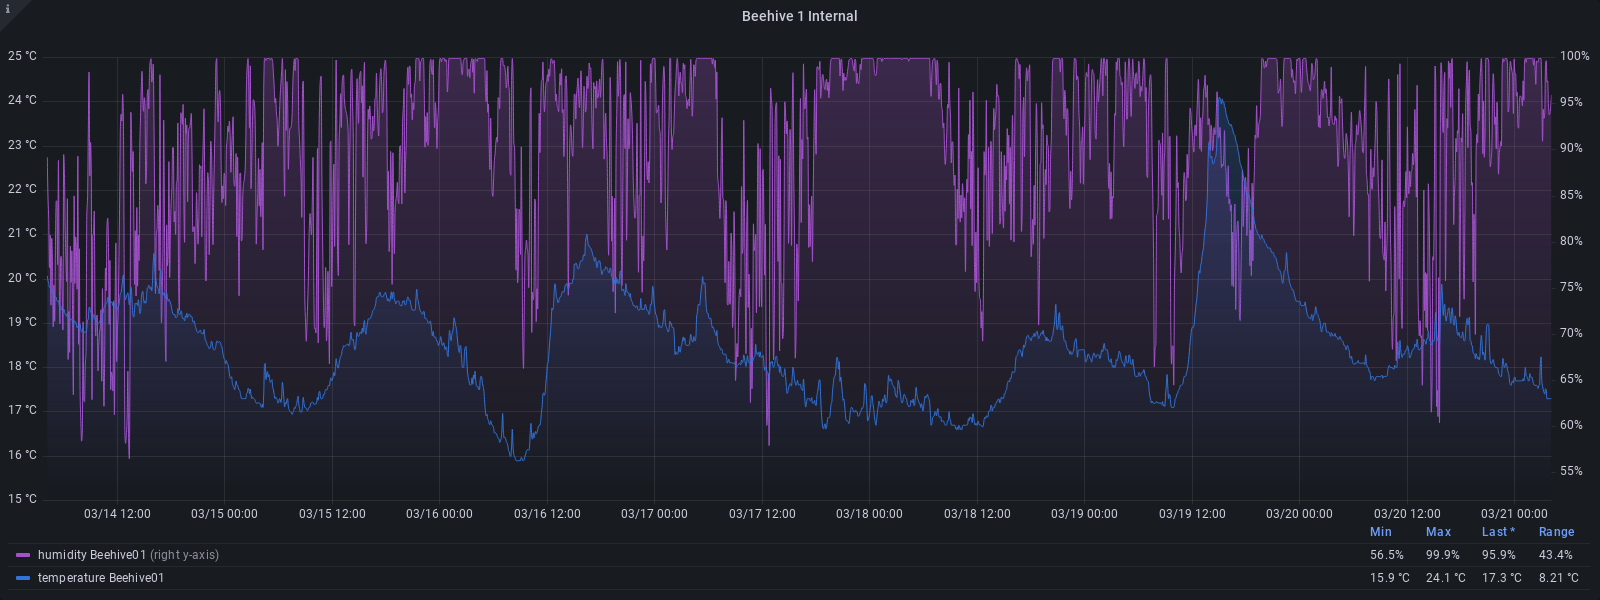 i
Beehive 1 Internal
25 °C 100%
24 °C 95%
23 °C 90%
22 °C 85%
21 °C 80%
20 °C 75%
19 °C 70%
18 °C 65%
17 °C 60%
16 °C 55%
15 °C
03/14 12:00 03/15 00:00 03/15 12:00 03/16 00:00 03/16 12:00 03/17 00:00 03/17 12:00 03/18 00:00 03/18 12:00 03/19 00:00 03/19 12:00 03/20 00:00 03/20 12:00 03/21 00:00
Min Max Last * Range
humidity Beehive01 (right y-axis) 56.5% 99.9% 95.9% 43.4%
temperature Beehive01 15.9 °C 24.1 °C 17.3 °C 8.21 °C